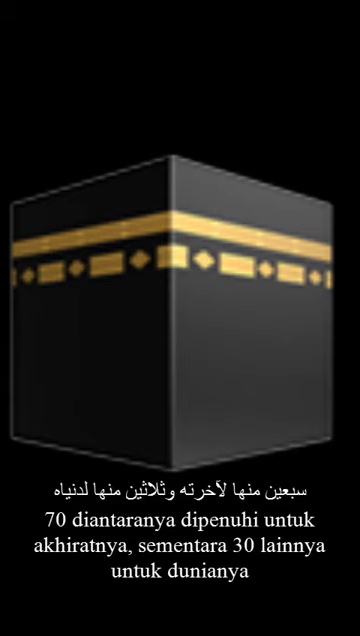 سبعين منها لآخرته وثلاثين منها لدنياه
70 diantaranya dipenuhi untuk
akhiratnya, sementara 30 lainnya
untuk dunianya